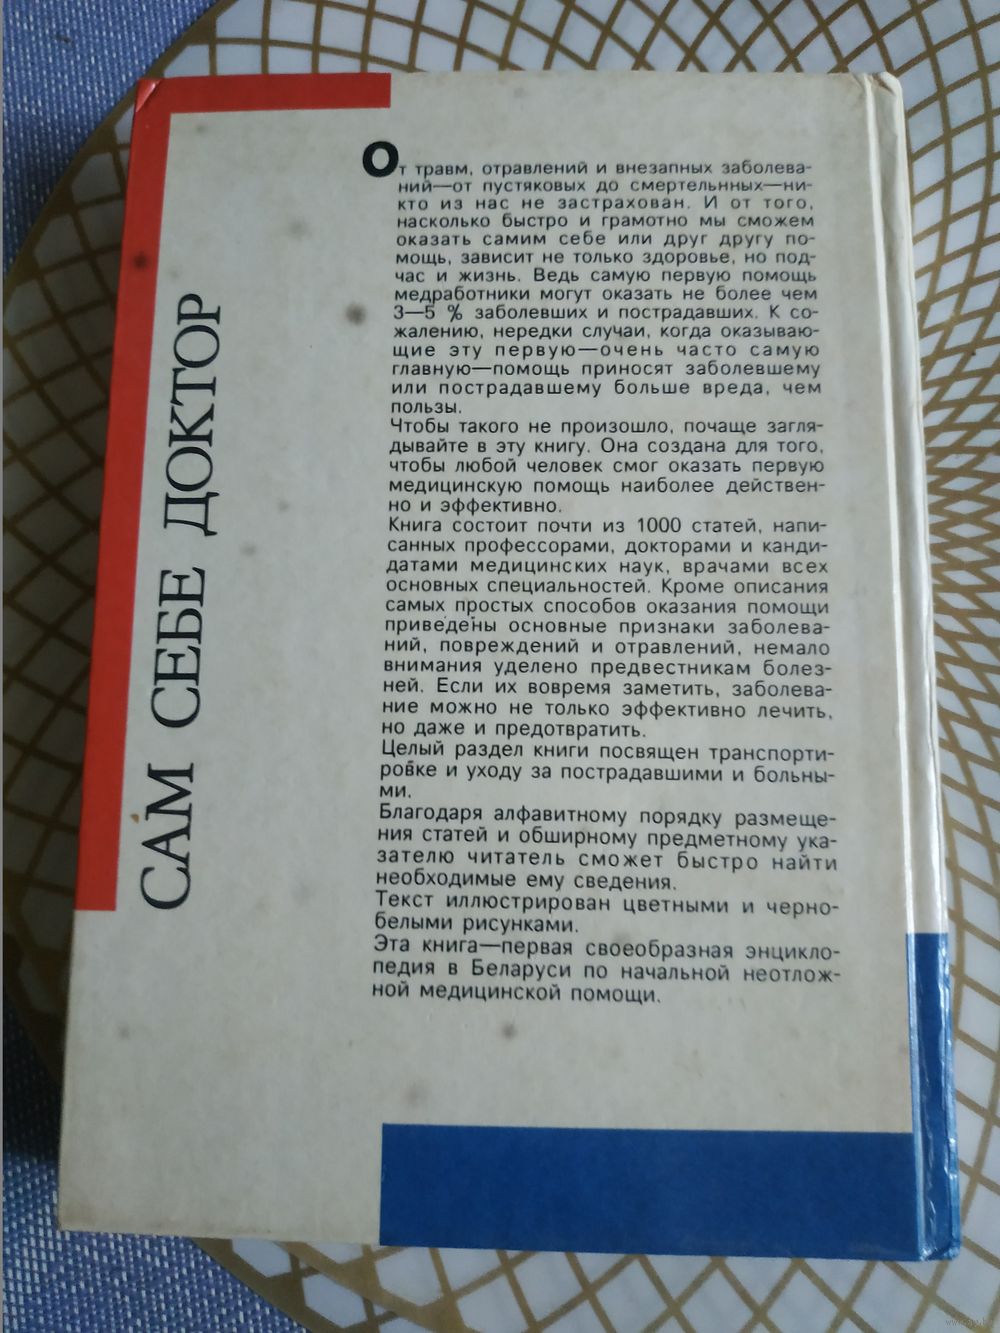 САМ СЕБЕ ДОКТОР
От травм, отравлений и внезапных заболева-
ний—от пустяковых до смертельнных—ни-
кто из нас не застрахован. И от того,
насколько быстро и грамотно мы сможем
оказать самим себе или друг другу по-
мощь, зависит не только здоровье, но под-
час и жизнь. Ведь самую первую помощь
медработники могут оказать не более чем
3—5 % заболевших и пострадавших. К со-
жалению, нередки случаи, когда оказываю-
щие эту первую—очень часто самую
главную—помощь приносят заболевшему
или пострадавшему больше вреда, чем
пользы.
Чтобы такого не произошло, почаще загля-
дывайте в эту книгу. Она создана для того,
чтобы любой человек смог оказать первую
медицинскую помощь наиболее действен-
но и эффективно.
Книга состоит почти из 1000 статей, напи-
санных профессорами, докторами и канди-
датами медицинских наук, врачами всех
основных специальностей. Кроме описания
самых простых способов оказания помощи
приведены основные признаки заболева-
ний, повреждений и отравлений, немало
внимания уделено предвестникам болез-
ней. Если их вовремя заметить, заболева-
ние можно не только эффективно лечить,
но даже и предотвратить.
Целый раздел книги посвящен транспорти-
ровке и уходу за пострадавшими и больны-
ми.
Благодаря алфавитному порядку размеще-
ния статей и обширному предметному ука-
зателю читатель сможет быстро найти
необходимые ему сведения.
Текст иллюстрирован цветными и черно-
белыми рисунками.
Эта книга—первая своеобразная энцикло-
педия в Беларуси по начальной неотлож-
ной медицинской помощи.